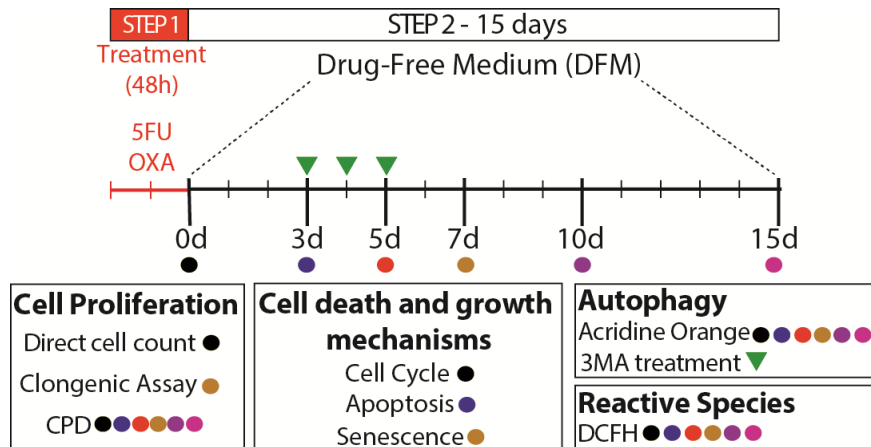 STEP 1
STEP 2 - 15 days
Treatment
(48h)
Drug-Free Medium (DFM)
5FU
OXA
0d 3d 5d 7d 10d 15d
Cell Proliferation
Direct cell count
Clongenic Assay
CPD
Cell death and growth
mechanisms
Cell Cycle
Apoptosis
Senescence
Autophagy
Acridine Orange
3MA treatment
Reactive Species
DCFH